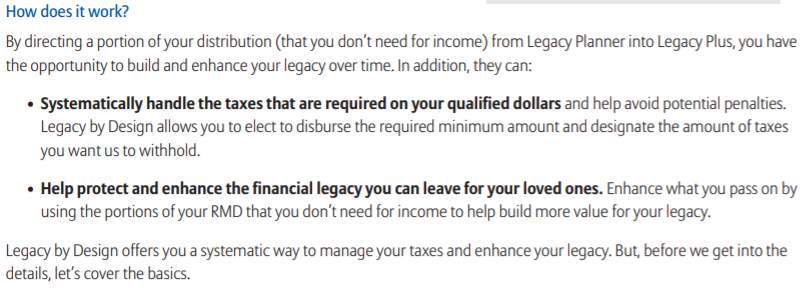 How does it work?
By directing a portion of your distribution (that you don't need for income) from Legacy Planner into Legacy Plus, you have
the opportunity to build and enhance your legacy over time. In addition, they can:
• Systematically handle the taxes that are required on your qualified dollars and help avoid potential penalties.
Legacy by Design allows you to elect to disburse the required minimum amount and designate the amount of taxes
you want us to withhold.
• Help protect and enhance the financial legacy you can leave for your loved ones. Enhance what you pass on by
using the portions of your RMD that you don't need for income to help build more value for your legacy.
Legacy by Design offers you a systematic way to manage your taxes and enhance your legacy. But, before we get into the
details, let's cover the basics.